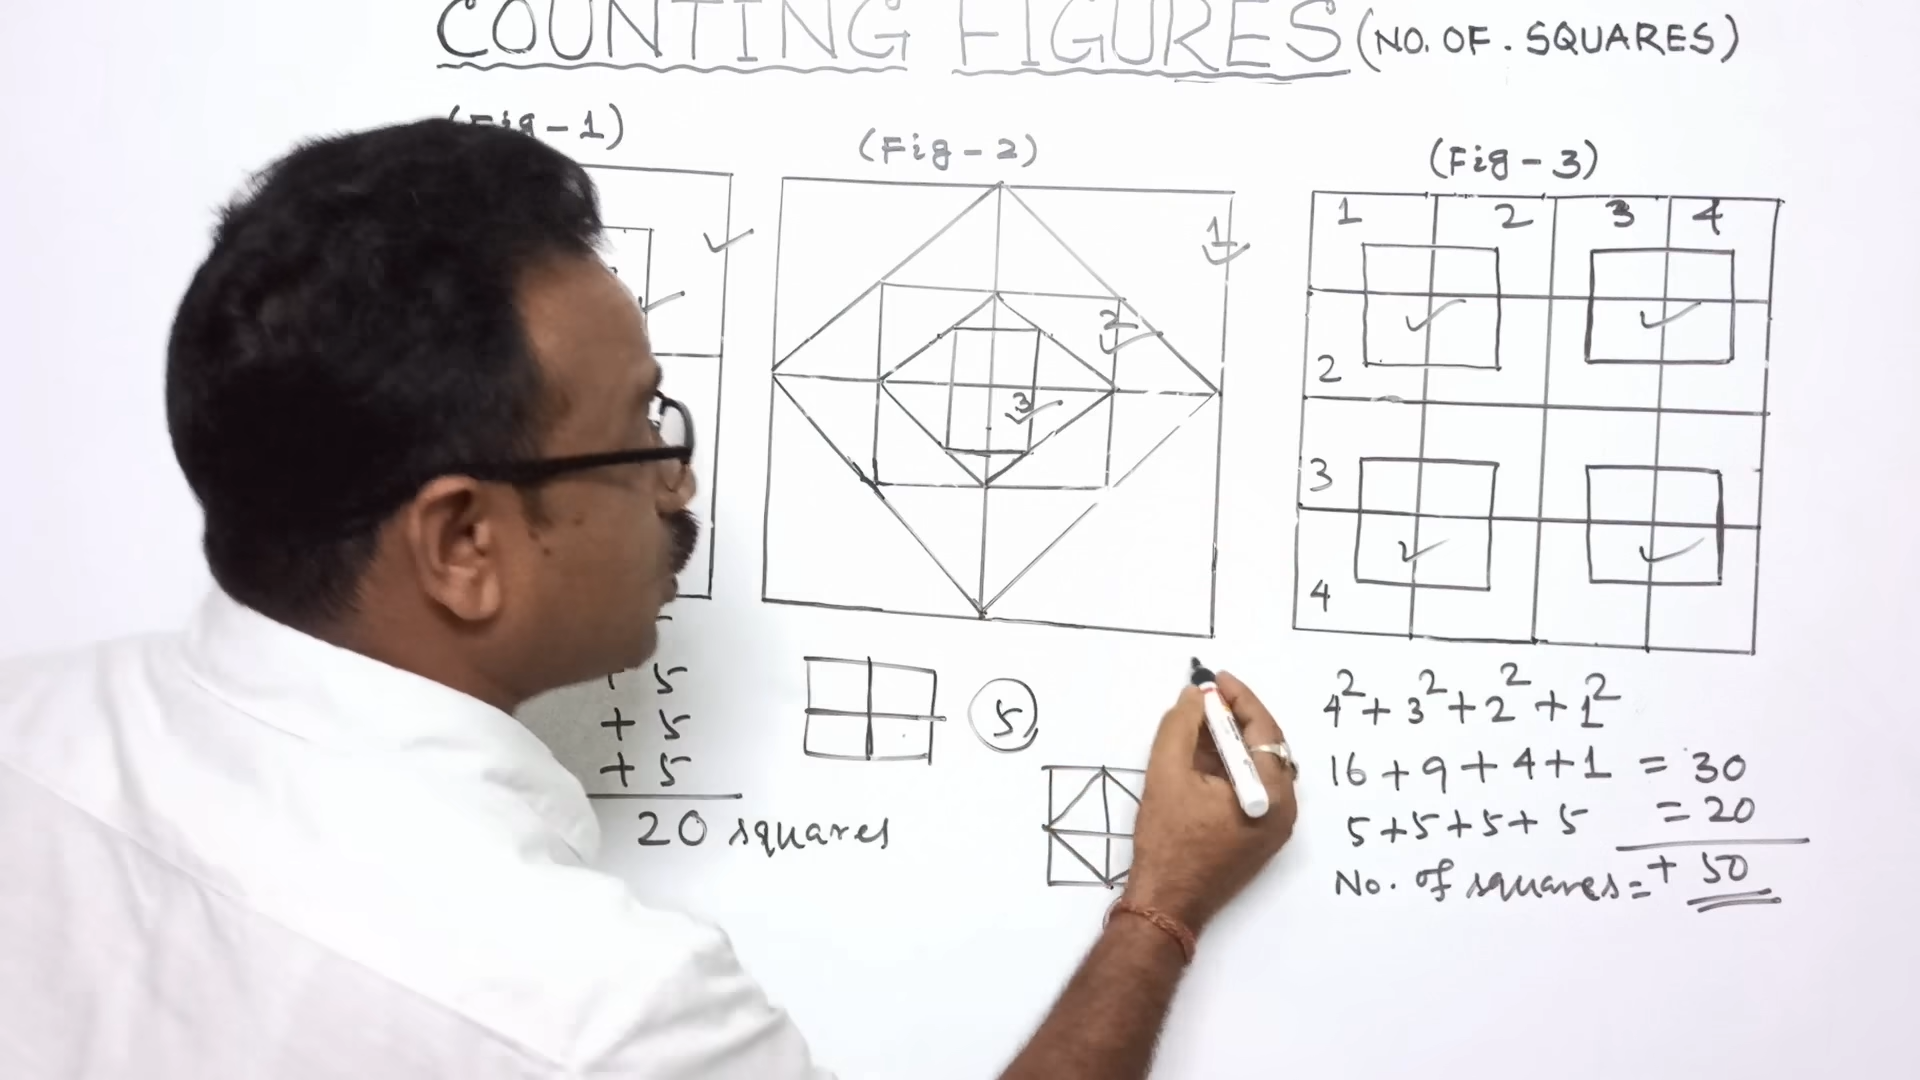 COUNTING FIGURES (NO. OF. SQUARES)
(Fig-1)
(Fig-2)
(Fig-3)
1
2
3
1 2 3 4
2
3
4
+ 5
+ 5
+ 5
20 squares
5
4² + 3² + 2² + 1²
16 + 9 + 4 + 1 = 30
5 + 5 + 5 + 5 = 20
No. of squares = + 50